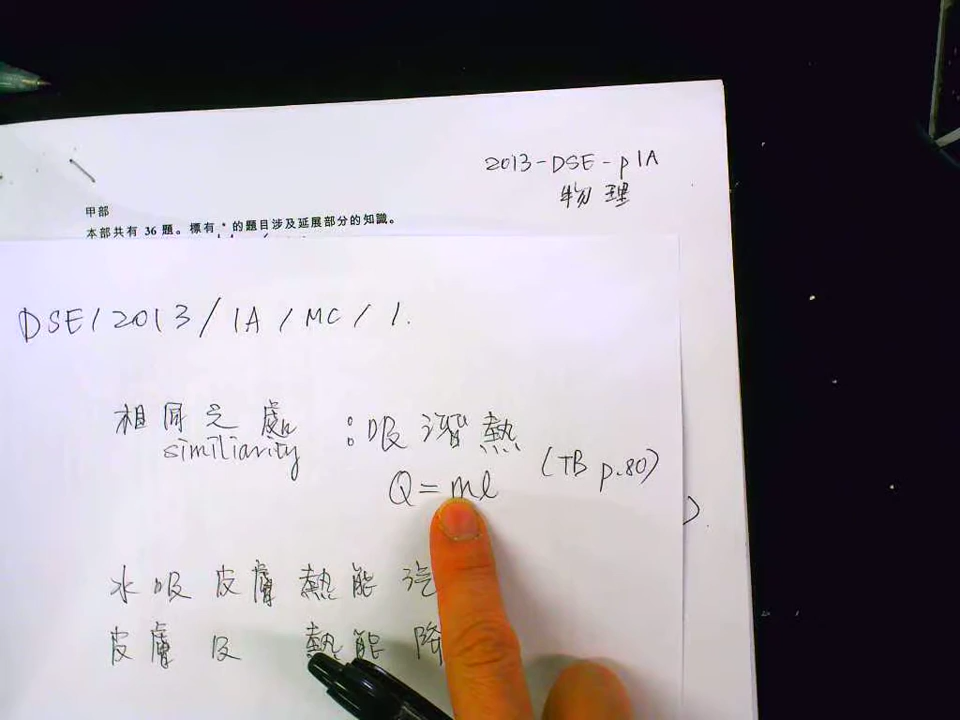 2013-DSE-p1A
物理
甲部
本部共有 36 題。標有 * 的題目涉及延展部分的知識。
DSE/2013/1A/MC/1.
相同之處 : 吸潛熱
similiarity
Q=mℓ (TB p.80)
水吸皮膚熱能汽
皮膚 熱能降